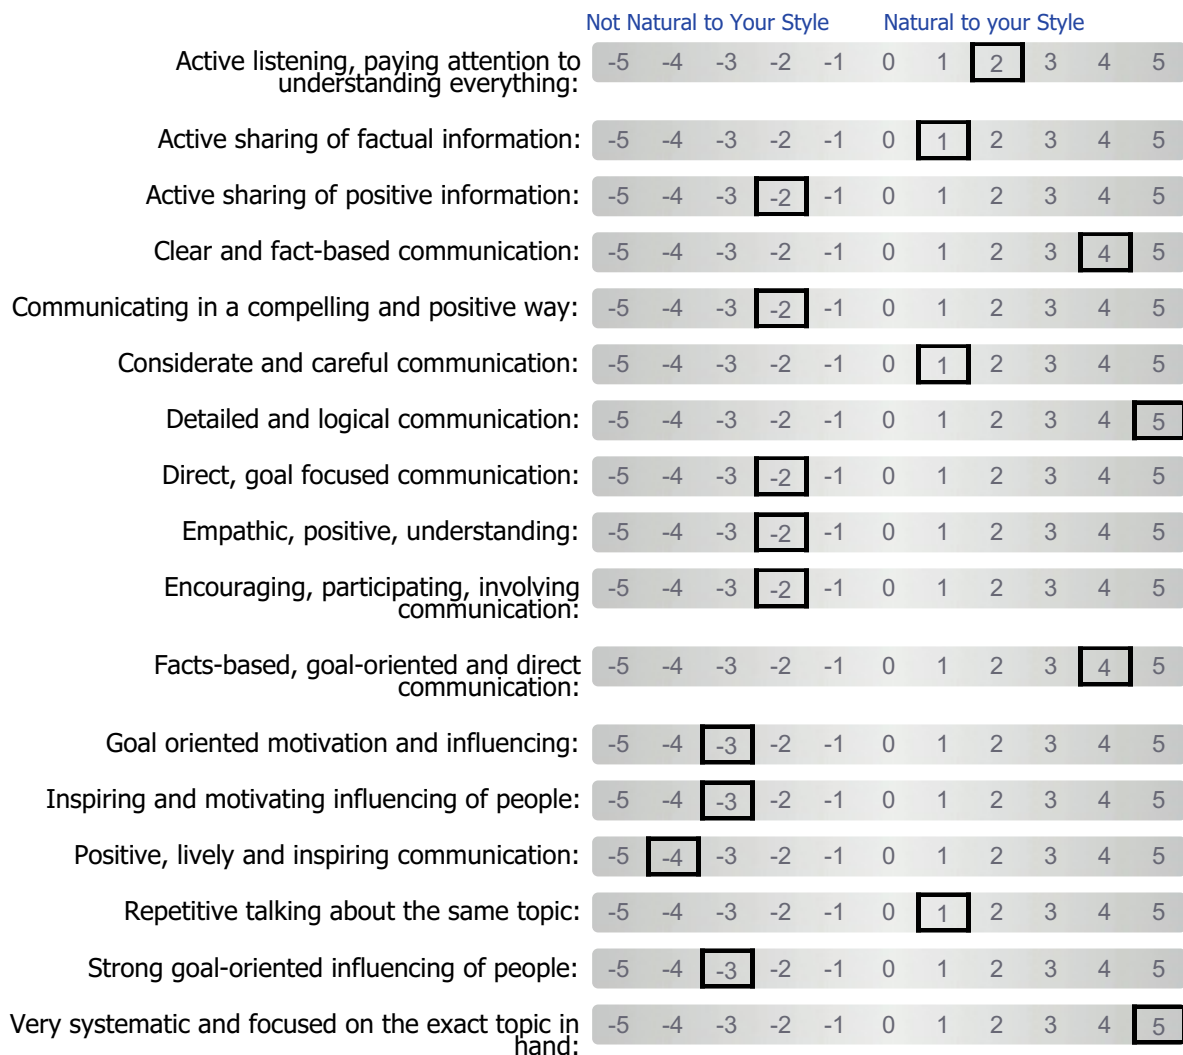 Not Natural to Your Style Natural to your Style
Active listening, paying attention to
understanding everything:
-5 -4 -3 -2 -1 0 1 2 3 4 5
Active sharing of factual information: -5 -4 -3 -2 -1 0 1 2 3 4 5
Active sharing of positive information: -5 -4 -3 -2 -1 0 1 2 3 4 5
Clear and fact-based communication: -5 -4 -3 -2 -1 0 1 2 3 4 5
Communicating in a compelling and positive way: -5 -4 -3 -2 -1 0 1 2 3 4 5
Considerate and careful communication: -5 -4 -3 -2 -1 0 1 2 3 4 5
Detailed and logical communication: -5 -4 -3 -2 -1 0 1 2 3 4 5
Direct, goal focused communication: -5 -4 -3 -2 -1 0 1 2 3 4 5
Empathic, positive, understanding: -5 -4 -3 -2 -1 0 1 2 3 4 5
Encouraging, participating, involving
communication:
-5 -4 -3 -2 -1 0 1 2 3 4 5
Facts-based, goal-oriented and direct
communication:
-5 -4 -3 -2 -1 0 1 2 3 4 5
Goal oriented motivation and influencing: -5 -4 -3 -2 -1 0 1 2 3 4 5
Inspiring and motivating influencing of people: -5 -4 -3 -2 -1 0 1 2 3 4 5
Positive, lively and inspiring communication: -5 -4 -3 -2 -1 0 1 2 3 4 5
Repetitive talking about the same topic: -5 -4 -3 -2 -1 0 1 2 3 4 5
Strong goal-oriented influencing of people: -5 -4 -3 -2 -1 0 1 2 3 4 5
Very systematic and focused on the exact topic in
hand:
-5 -4 -3 -2 -1 0 1 2 3 4 5